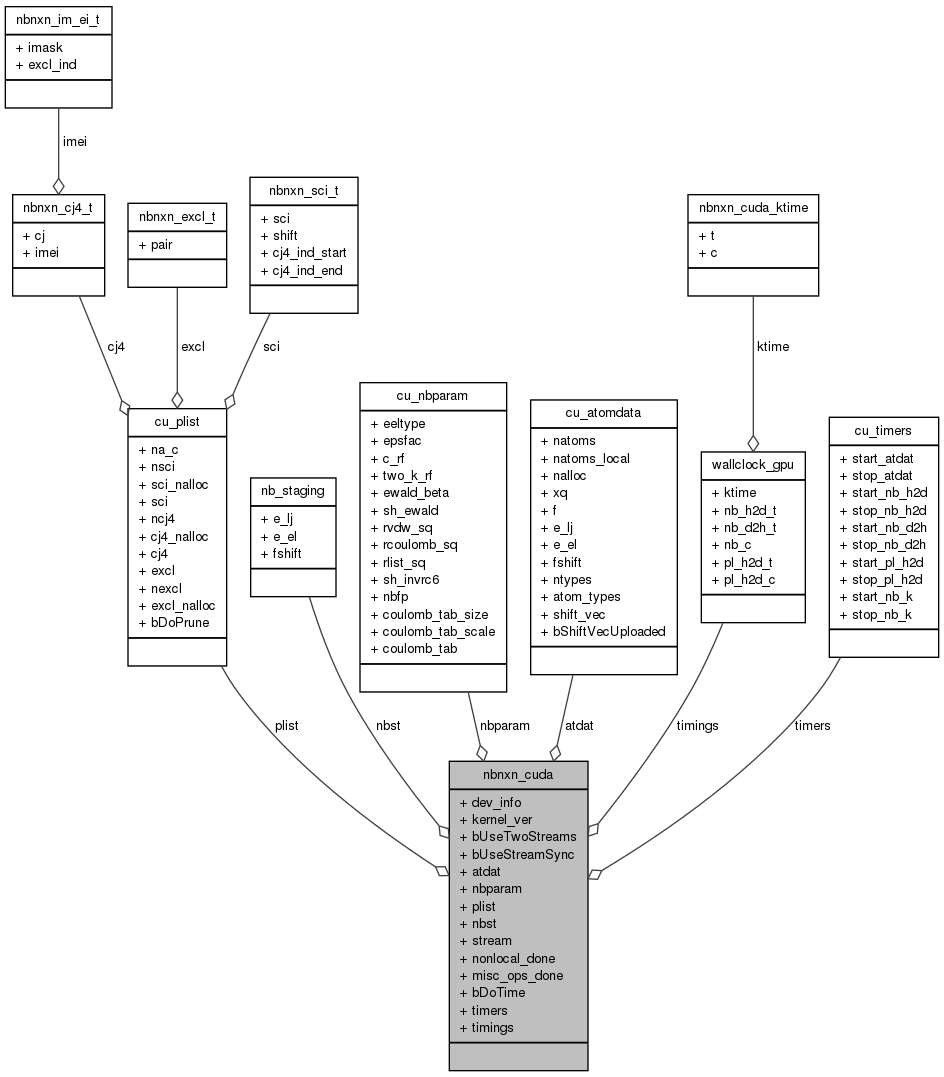 nbnxn_im_ei_t
+ imask
+ excl_ind
imei
nbnxn_cj4_t
+ cj
+ imei
nbnxn_excl_t
+ pair
nbnxn_sci_t
+ sci
+ shift
+ cj4_ind_start
+ cj4_ind_end
nbnxn_cuda_ktime
+ t
+ c
cj4
excl
sci
ktime
cu_plist
+ na_c
+ nsci
+ sci_nalloc
+ sci
+ ncj4
+ cj4_nalloc
+ cj4
+ excl
+ nexcl
+ excl_nalloc
+ bDoPrune
nb_staging
+ e_lj
+ e_el
+ fshift
cu_nbparam
+ eeltype
+ epsfac
+ c_rf
+ two_k_rf
+ ewald_beta
+ sh_ewald
+ rvdw_sq
+ rcoulomb_sq
+ rlist_sq
+ sh_invrc6
+ nbfp
+ coulomb_tab_size
+ coulomb_tab_scale
+ coulomb_tab
cu_atomdata
+ natoms
+ natoms_local
+ nalloc
+ xq
+ f
+ e_lj
+ e_el
+ fshift
+ ntypes
+ atom_types
+ shift_vec
+ bShiftVecUploaded
wallclock_gpu
+ ktime
+ nb_h2d_t
+ nb_d2h_t
+ nb_c
+ pl_h2d_t
+ pl_h2d_c
cu_timers
+ start_atdat
+ stop_atdat
+ start_nb_h2d
+ stop_nb_h2d
+ start_nb_d2h
+ stop_nb_d2h
+ start_pl_h2d
+ stop_pl_h2d
+ start_nb_k
+ stop_nb_k
plist
nbst
nbparam
atdat
timings
timers
nbnxn_cuda
+ dev_info
+ kernel_ver
+ bUseTwoStreams
+ bUseStreamSync
+ atdat
+ nbparam
+ plist
+ nbst
+ stream
+ nonlocal_done
+ misc_ops_done
+ bDoTime
+ timers
+ timings